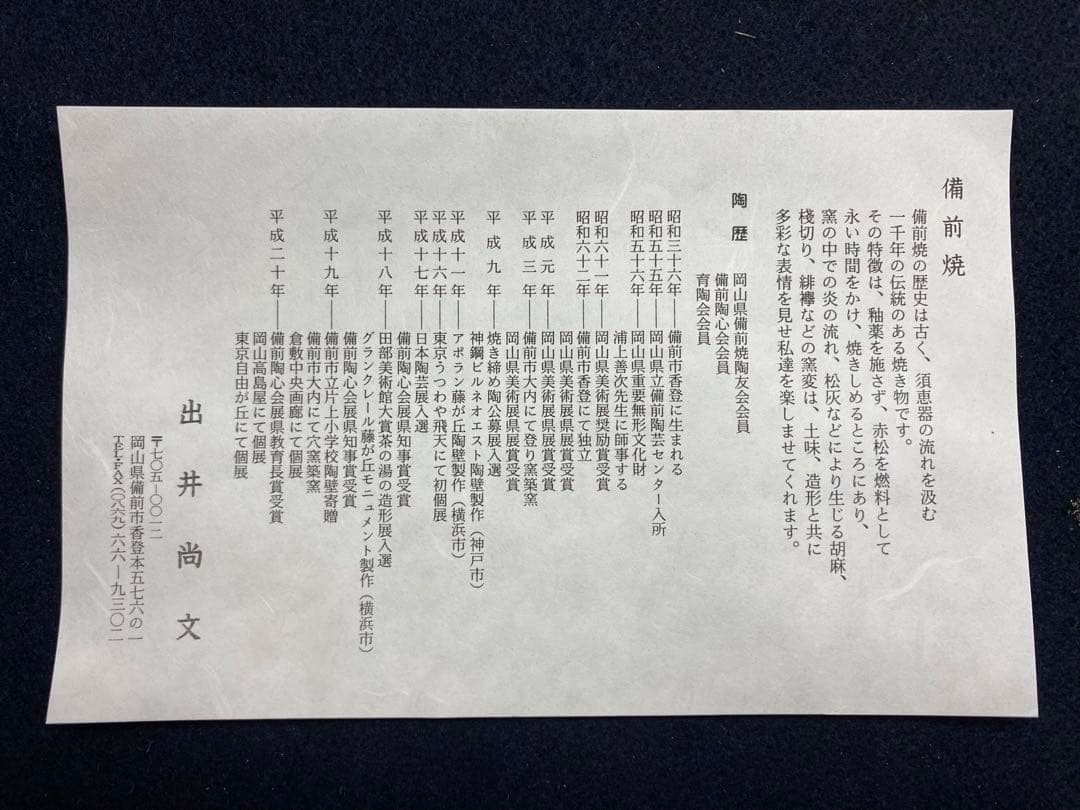 備前焼
備前焼の歴史は古く、須恵器の流れを汲む
一千年の伝統のある焼き物です。
その特徴は、釉薬を施さず、赤松を燃料として
永い時間をかけ、焼きしめるところにあり、
窯の中での炎の流れ、松灰などにより生じる胡麻、
棧切り、緋襷などの窯変は、土味、造形と共に
多彩な表情を見せ私達を楽しませてくれます。
陶歴
岡山県備前焼陶友会会員
備前陶心会会員
育陶会会員
昭和三十六年―備前市香登に生まれる
昭和五十五年―岡山県立備前陶芸センター入所
昭和五十六年―岡山県重要無形文化財
浦上善次先生に師事する
昭和六十一年―岡山県美術展奨励賞受賞
昭和六十二年―備前市香登にて独立
岡山県美術展県展賞受賞
平成元年―岡山県美術展県展賞受賞
平成三年―備前市大内にて登り窯築窯
岡山県美術展県展賞受賞
平成九年―焼き締め陶公募展入選
神鋼ビルネオエスト陶壁製作（神戸市）
平成十一年―アポラン藤が丘陶壁製作（横浜市）
平成十六年―東京うつわや飛天にて初個展
平成十七年―日本陶芸展入選
備前陶心会展県知事賞受賞
平成十八年―田部美術館大賞茶の湯の造形展入選
グランクレール藤が丘モニュメント製作（横浜市）
備前陶心会展県知事賞受賞
平成十九年―備前市立片上小学校陶壁寄贈
備前市大内にて穴窯築窯
倉敷中央画廊にて個展
平成二十年―備前陶心会展県教育長賞受賞
岡山高島屋にて個展
東京自由が丘にて個展
出井尚文
〒七〇五―〇〇一二
岡山県備前市香登本五七六の一
TEL・FAX（〇八六九）六六―九三〇二